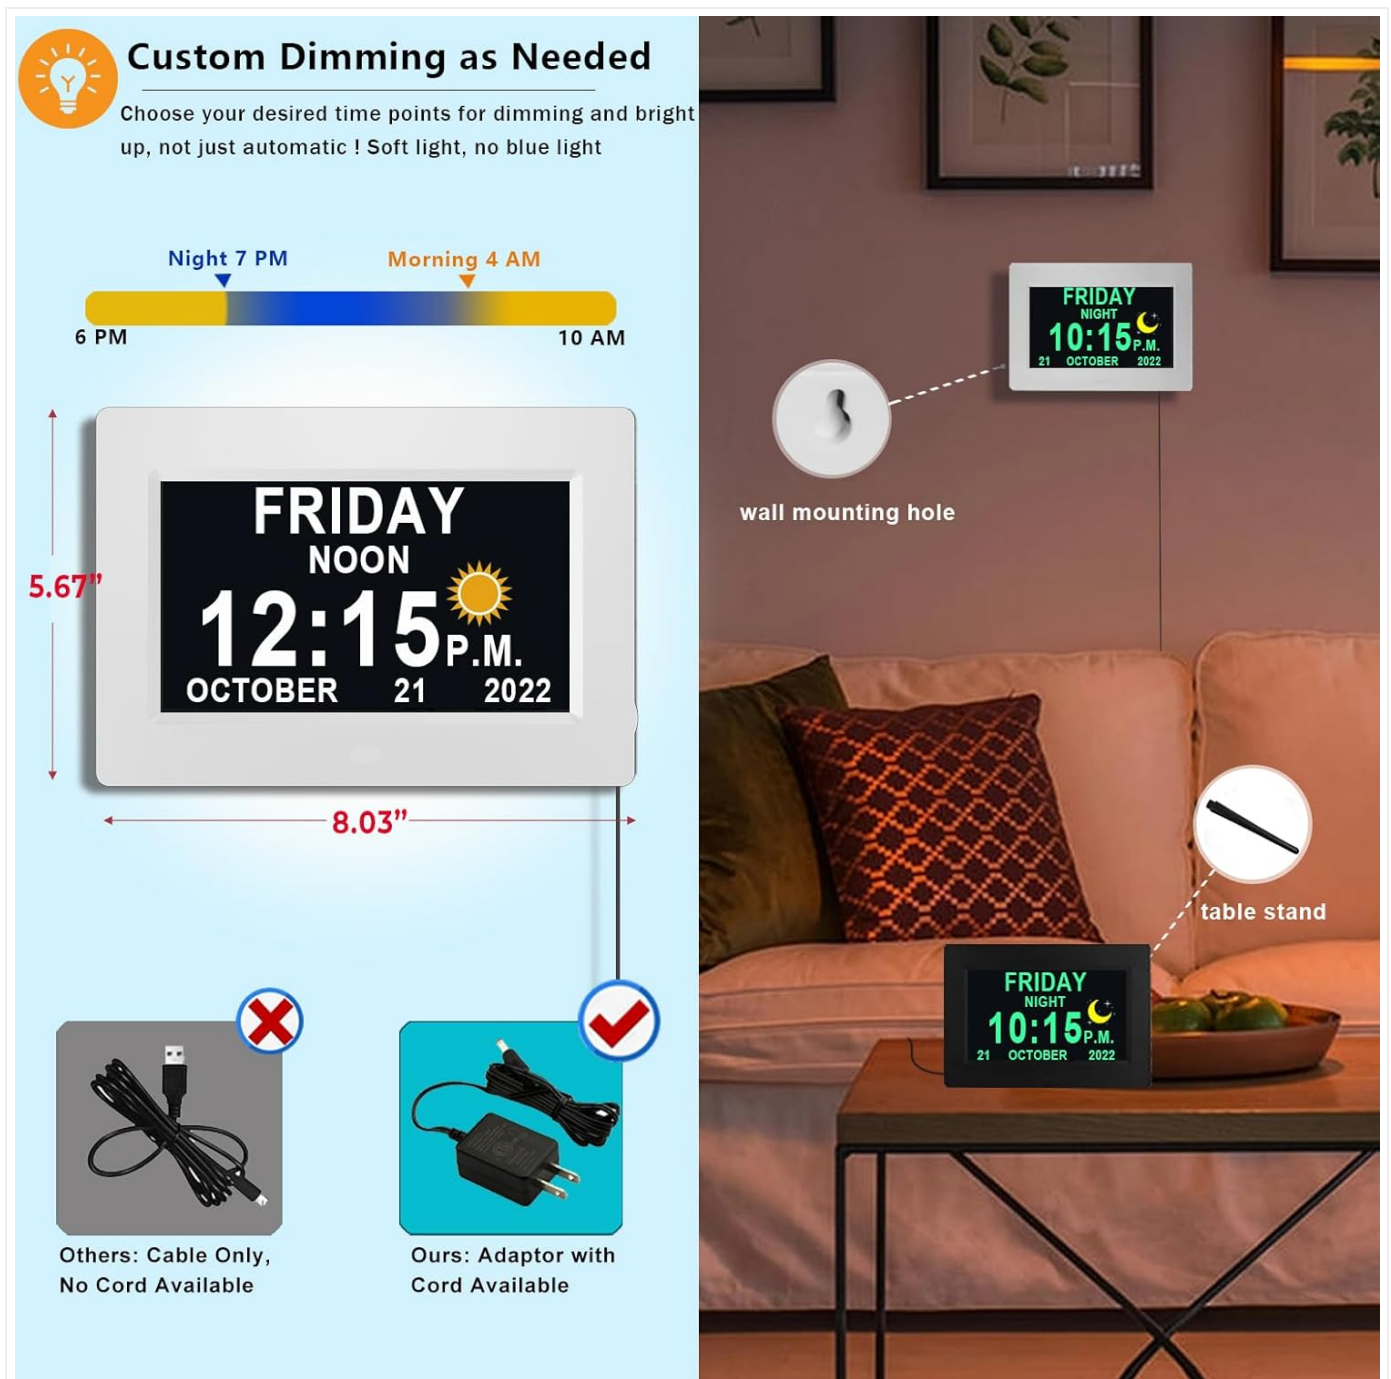 Custom Dimming as Needed
Choose your desired time points for dimming and bright
up, not just automatic ! Soft light, no blue light
Night 7 PM
Morning 4 AM
6 PM
10 AM
5.67”
FRIDAY
NOON
12:15 P.M.
OCTOBER 21 2022
8.03”
Others: Cable Only,
No Cord Available
Ours: Adaptor with
Cord Available
FRIDAY
NIGHT
10:15 P.M.
21 OCTOBER 2022
wall mounting hole
table stand
FRIDAY
NIGHT
10:15 P.M.
21 OCTOBER 2022